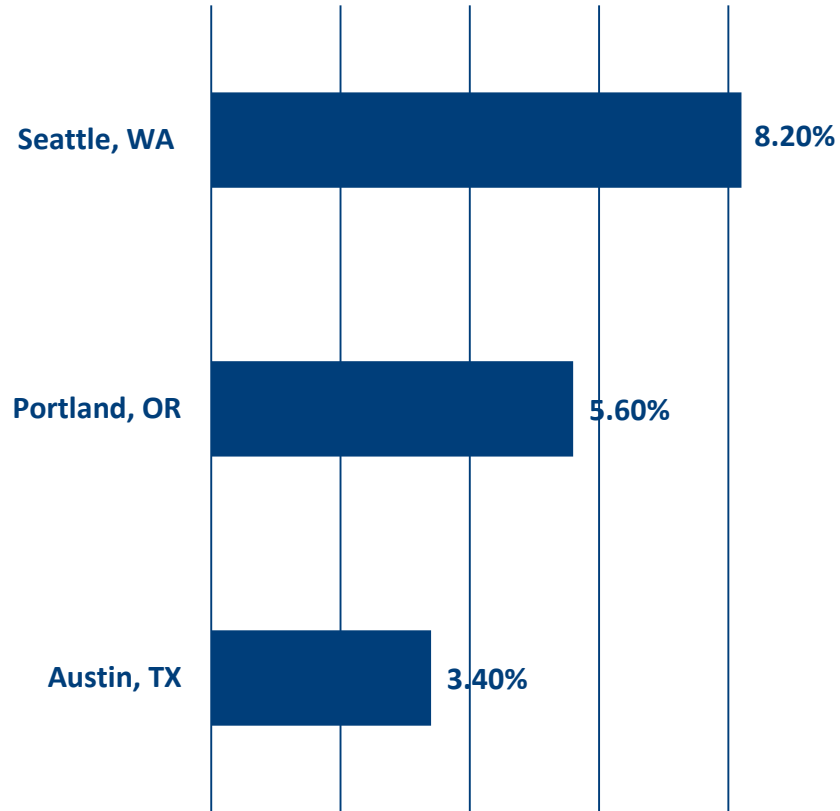 Seattle, WA
8.20%
Portland, OR
5.60%
Austin, TX
3.40%